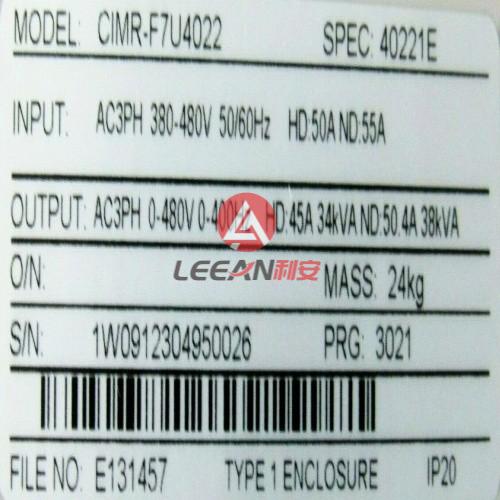 MODEL: CIMR-F7U4022 SPEC: 40221E
INPUT: AC3PH 380-480V 50/60Hz HD:50A ND:55A
OUTPUT: AC3PH 0-480V 0-400Hz HD:45A 34kVA ND:50.4A 38kVA
LEEAN利安
O/N: MASS: 24kg
S/N: 1W0912304950026 PRG: 3021
FILE NO: E131457 TYPE 1 ENCLOSURE IP20